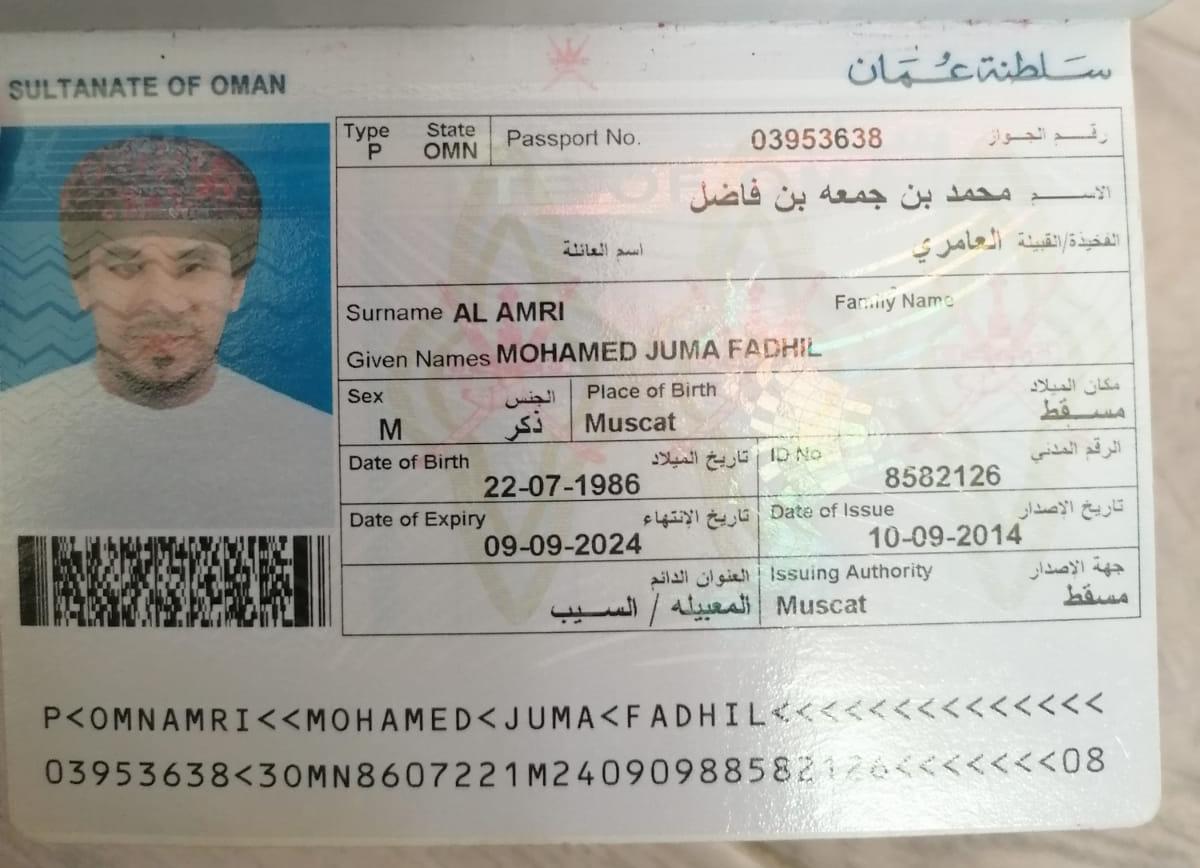 SULTANATE OF OMAN
سلطنة عُمان
Type State Passport No. 03953638 رقم الجواز
P OMN
الاسم محمد بن جمعه بن فاضل
الفخيذة/القبيلة العامري اسم العائلة
Surname AL AMRI Family Name
Given Names MOHAMED JUMA FADHIL
Sex الجنس Place of Birth مكان الميلاد
M ذكر Muscat مسقط
Date of Birth تاريخ الميلاد ID No الرقم المدني
22-07-1986 8582126
Date of Expiry تاريخ الإنتهاء Date of Issue تاريخ الاصدار
09-09-2024 10-09-2014
العنوان الدائم Issuing Authority جهة الاصدار
المعبيله / السيب Muscat مسقط
P<OMNAMRI<<MOHAMED<JUMA<FADHIL<<<<<<<<<<<<<<
03953638<3OMN8607221M24090988582126<<<<<<<08